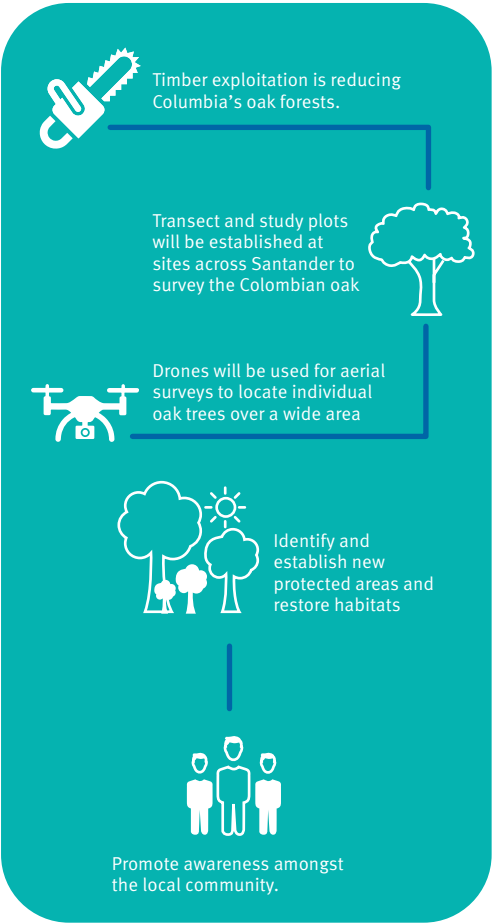 Timber exploitation is reducing
Columbia's oak forests.
Transect and study plots
will be established at
sites across Santander to
survey the Colombian oak
Drones will be used for aerial
surveys to locate individual
oak trees over a wide area
Identify and
establish new
protected areas and
restore habitats
Promote awareness amongst
the local community.